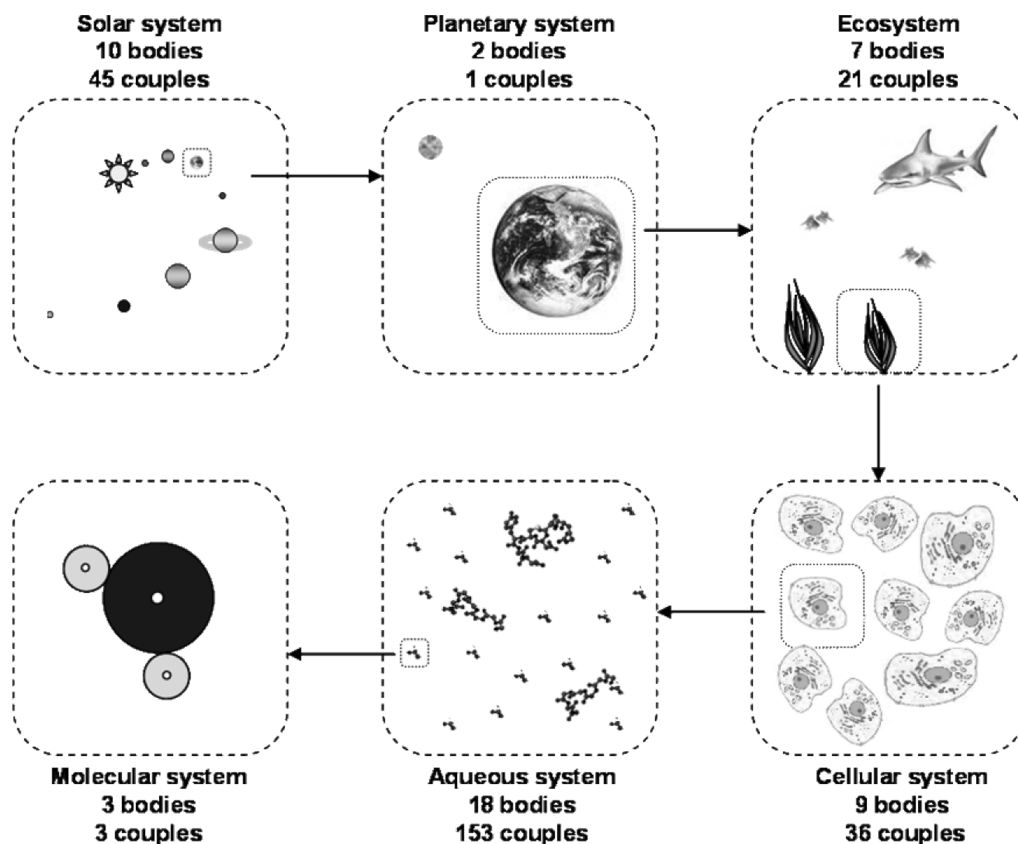 Solar system
10 bodies
45 couples
Planetary system
2 bodies
1 couples
Ecosystem
7 bodies
21 couples
Molecular system
3 bodies
3 couples
Aqueous system
18 bodies
153 couples
Cellular system
9 bodies
36 couples